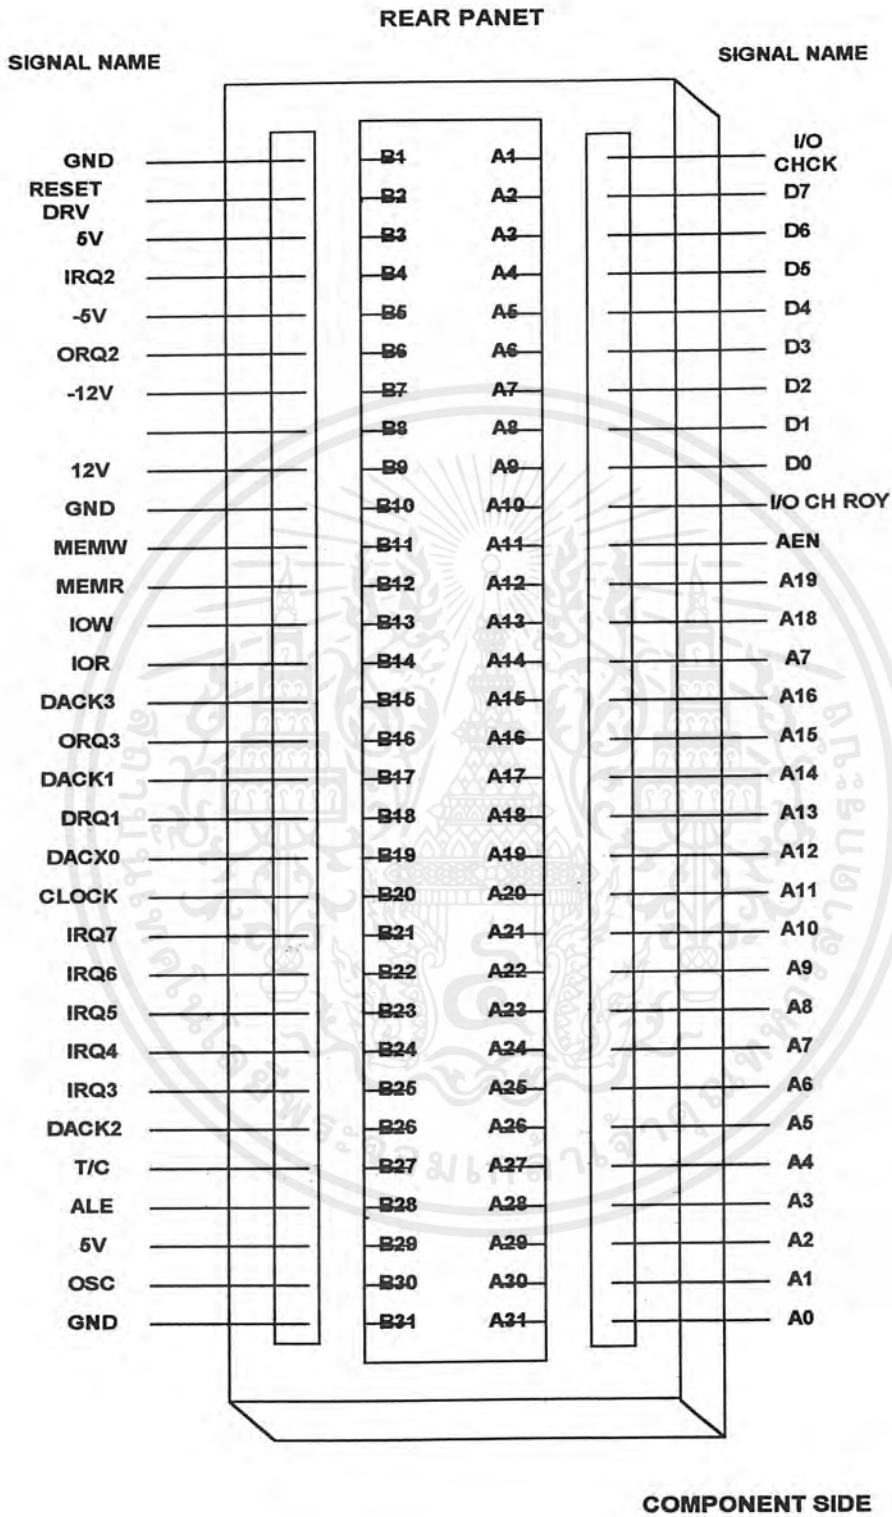 REAR PANET
SIGNAL NAME SIGNAL NAME
GND B1 A1 I/O CHCK
RESET DRV B2 A2 D7
5V B3 A3 D6
IRQ2 B4 A4 D5
-5V B5 A5 D4
ORQ2 B6 A6 D3
-12V B7 A7 D2
B8 A8 D1
12V B9 A9 D0
GND B10 A10 I/O CH ROY
MEMW B11 A11 AEN
MEMR B12 A12 A19
IOW B13 A13 A18
IOR B14 A14 A7
DACK3 B15 A15 A16
ORQ3 B16 A16 A15
DACK1 B17 A17 A14
DRQ1 B18 A18 A13
DACX0 B19 A19 A12
CLOCK B20 A20 A11
IRQ7 B21 A21 A10
IRQ6 B22 A22 A9
IRQ5 B23 A23 A8
IRQ4 B24 A24 A7
IRQ3 B25 A25 A6
DACK2 B26 A26 A5
T/C B27 A27 A4
ALE B28 A28 A3
5V B29 A29 A2
OSC B30 A30 A1
GND B31 A31 A0
COMPONENT SIDE